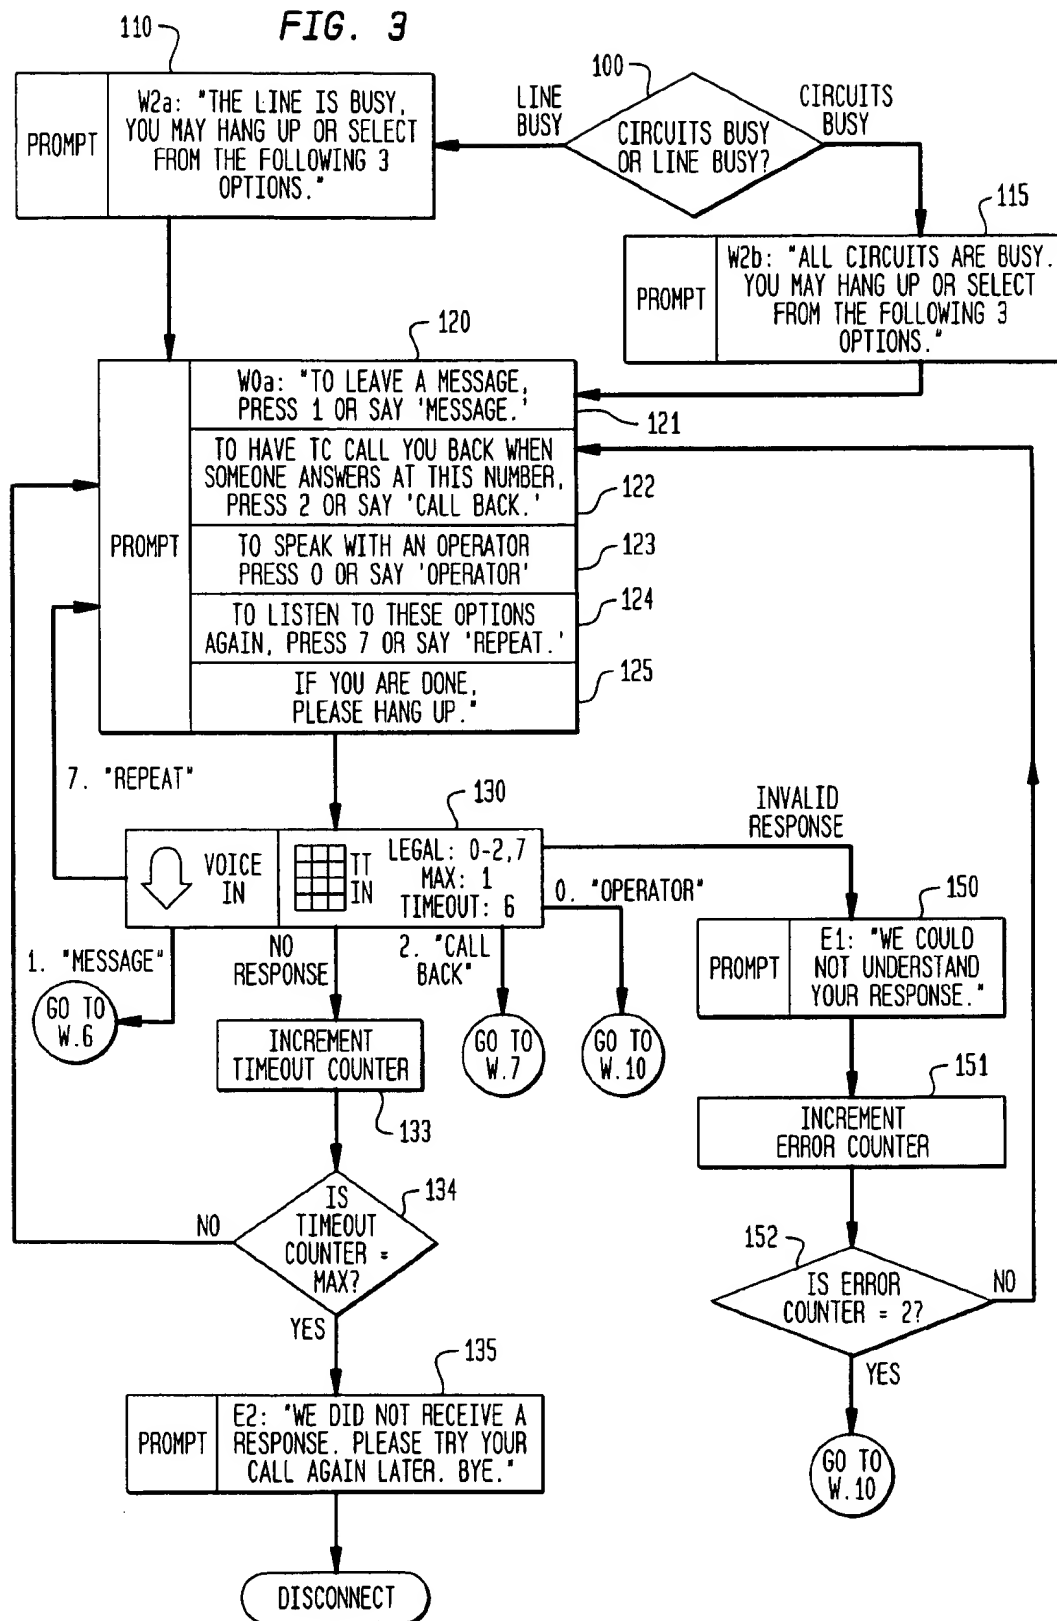 FIG. 3
110
100
LINE
BUSY
CIRCUITS
BUSY
CIRCUITS BUSY
OR LINE BUSY?
PROMPT
W2a: "THE LINE IS BUSY,
YOU MAY HANG UP OR SELECT
FROM THE FOLLOWING 3
OPTIONS."
115
PROMPT
W2b: "ALL CIRCUITS ARE BUSY.
YOU MAY HANG UP OR SELECT
FROM THE FOLLOWING 3
OPTIONS."
120
PROMPT
W0a: "TO LEAVE A MESSAGE,
PRESS 1 OR SAY 'MESSAGE.'
121
TO HAVE TC CALL YOU BACK WHEN
SOMEONE ANSWERS AT THIS NUMBER,
PRESS 2 OR SAY 'CALL BACK.'
122
TO SPEAK WITH AN OPERATOR
PRESS 0 OR SAY 'OPERATOR'
123
TO LISTEN TO THESE OPTIONS
AGAIN, PRESS 7 OR SAY 'REPEAT.'
124
IF YOU ARE DONE,
PLEASE HANG UP."
125
7. "REPEAT"
130
VOICE
IN
TT
IN
LEGAL: 0-2,7
MAX: 1
TIMEOUT: 6
INVALID
RESPONSE
0. "OPERATOR"
1. "MESSAGE"
NO
RESPONSE
2. "CALL
BACK"
GO TO
W.6
GO TO
W.7
GO TO
W.10
150
PROMPT
E1: "WE COULD
NOT UNDERSTAND
YOUR RESPONSE."
INCREMENT
TIMEOUT COUNTER
133
151
INCREMENT
ERROR COUNTER
134
IS
TIMEOUT
COUNTER =
MAX?
NO
YES
152
IS ERROR
COUNTER = 2?
NO
YES
GO TO
W.10
135
PROMPT
E2: "WE DID NOT RECEIVE A
RESPONSE. PLEASE TRY YOUR
CALL AGAIN LATER. BYE."
DISCONNECT